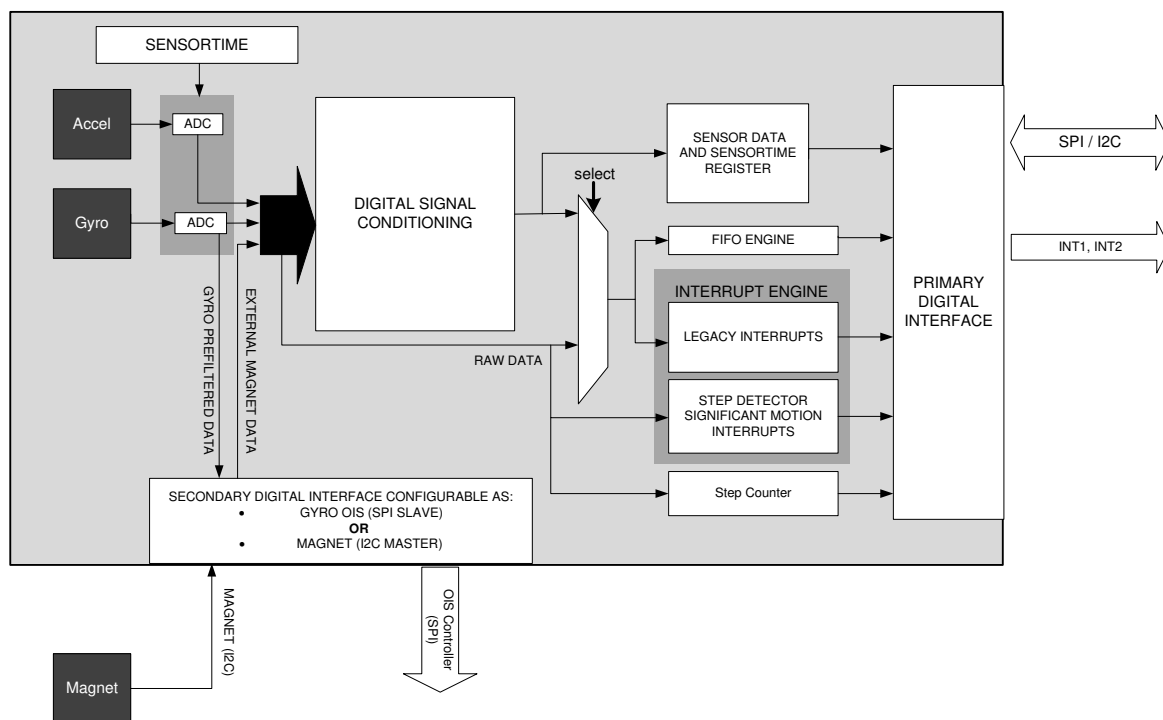 SENSORTIME
Accel
ADC
Gyro
ADC
DIGITAL SIGNAL
CONDITIONING
select
SENSOR DATA
AND SENSORTIME
REGISTER
FIFO ENGINE
INTERRUPT ENGINE
LEGACY INTERRUPTS
STEP DETECTOR
SIGNIFICANT MOTION
INTERRUPTS
Step Counter
PRIMARY
DIGITAL
INTERFACE
SPI / I2C
INT1, INT2
RAW DATA
GYRO PREFILTERED DATA
EXTERNAL MAGNET DATA
SECONDARY DIGITAL INTERFACE CONFIGURABLE AS:
• GYRO OIS (SPI SLAVE)
OR
• MAGNET (I2C MASTER)
MAGNET (I2C)
OIS Controller
(SPI)
Magnet